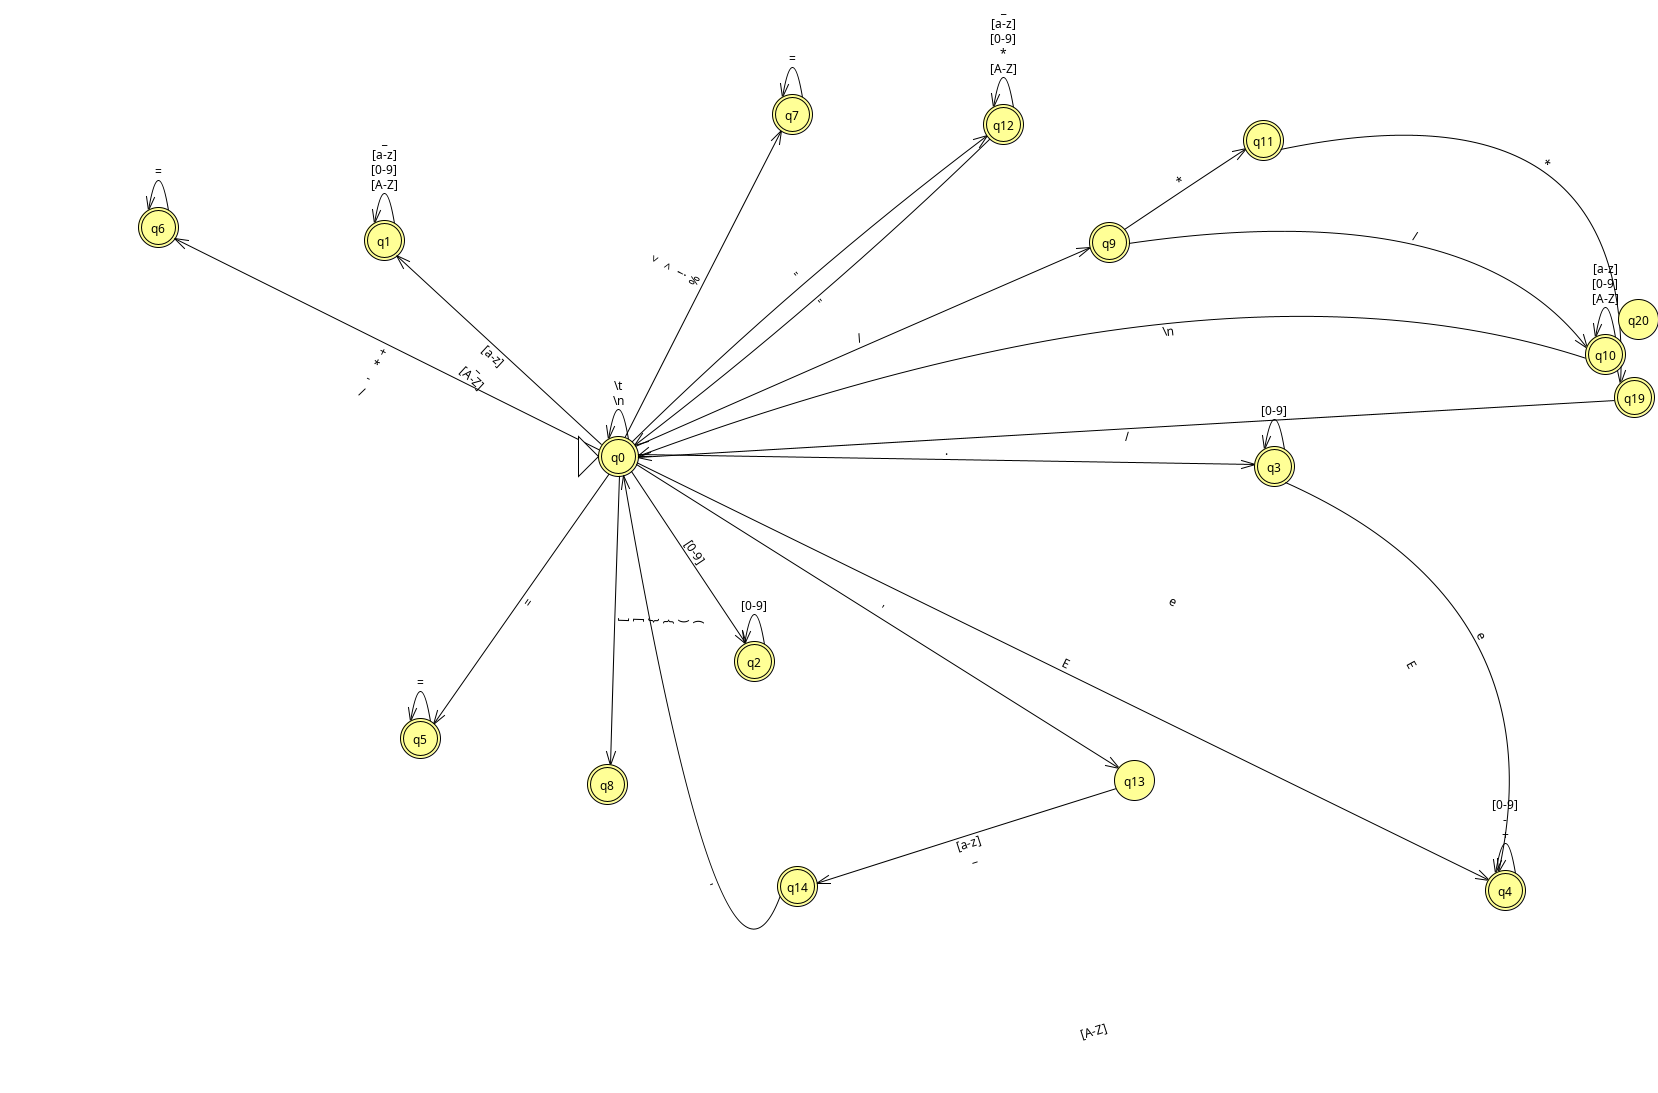 _
[a-z]
[0-9]
*
[A-Z]
q12
=
q7
q11
*
_
[a-z]
[0-9]
[A-Z]
q1
=
q6
*
q9
/
<
>
!
%
"
"
[a-z]
[0-9]
[A-Z]
q10
q20
q19
/
\n
+
*
-
/
[a-z]
_
[A-Z]
\t
\n
q0
[0-9]
q3
/
.
=
[0-9]
[
]
{
}
)
(
[0-9]
q2
'
e
E
e
E
=
q5
q8
q13
[0-9]
-
+
q4
[a-z]
_
q14
'
[A-Z]